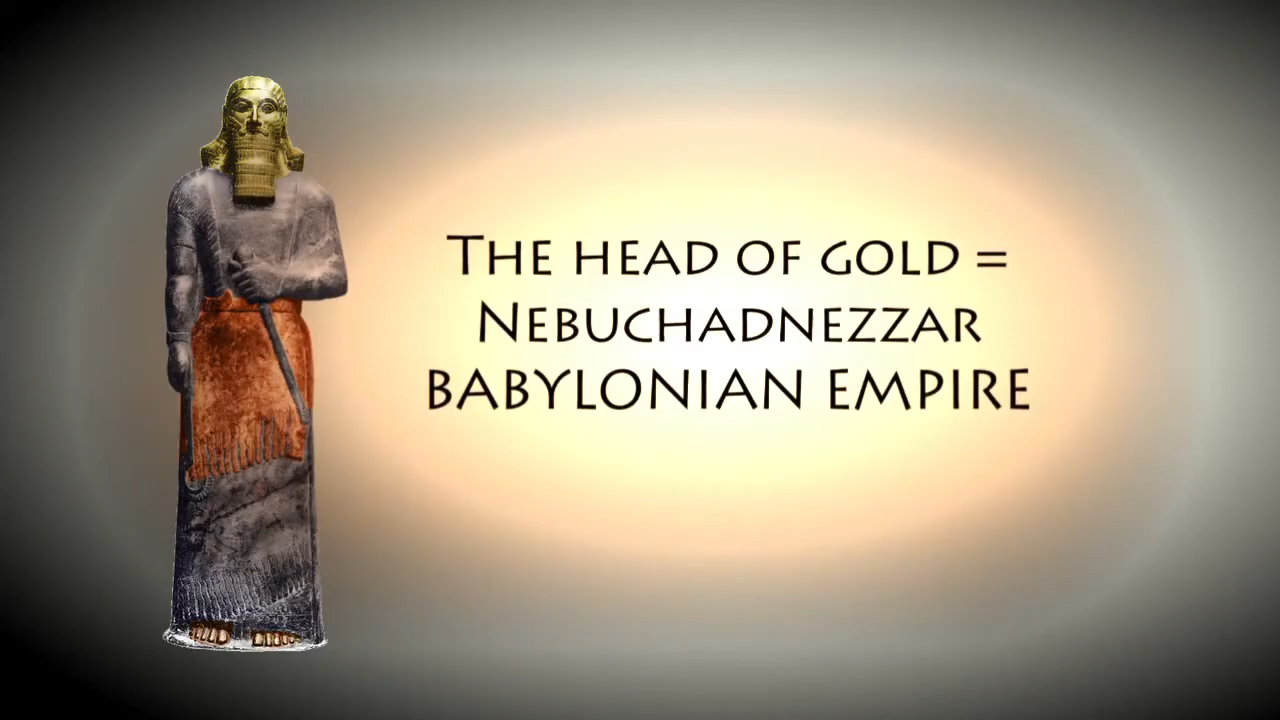 The head of gold =
Nebuchadnezzar
BABYLONIAN EMPIRE